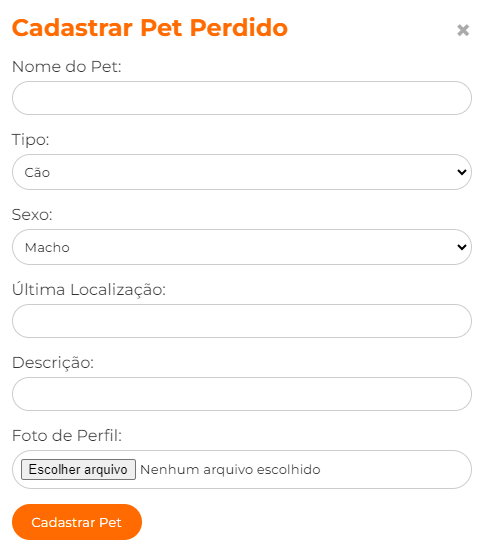 Cadastrar Pet Perdido ×
Nome do Pet:
Tipo:
Cão
Sexo:
Macho
Última Localização:
Descrição:
Foto de Perfil:
Escolher arquivo Nenhum arquivo escolhido
Cadastrar Pet